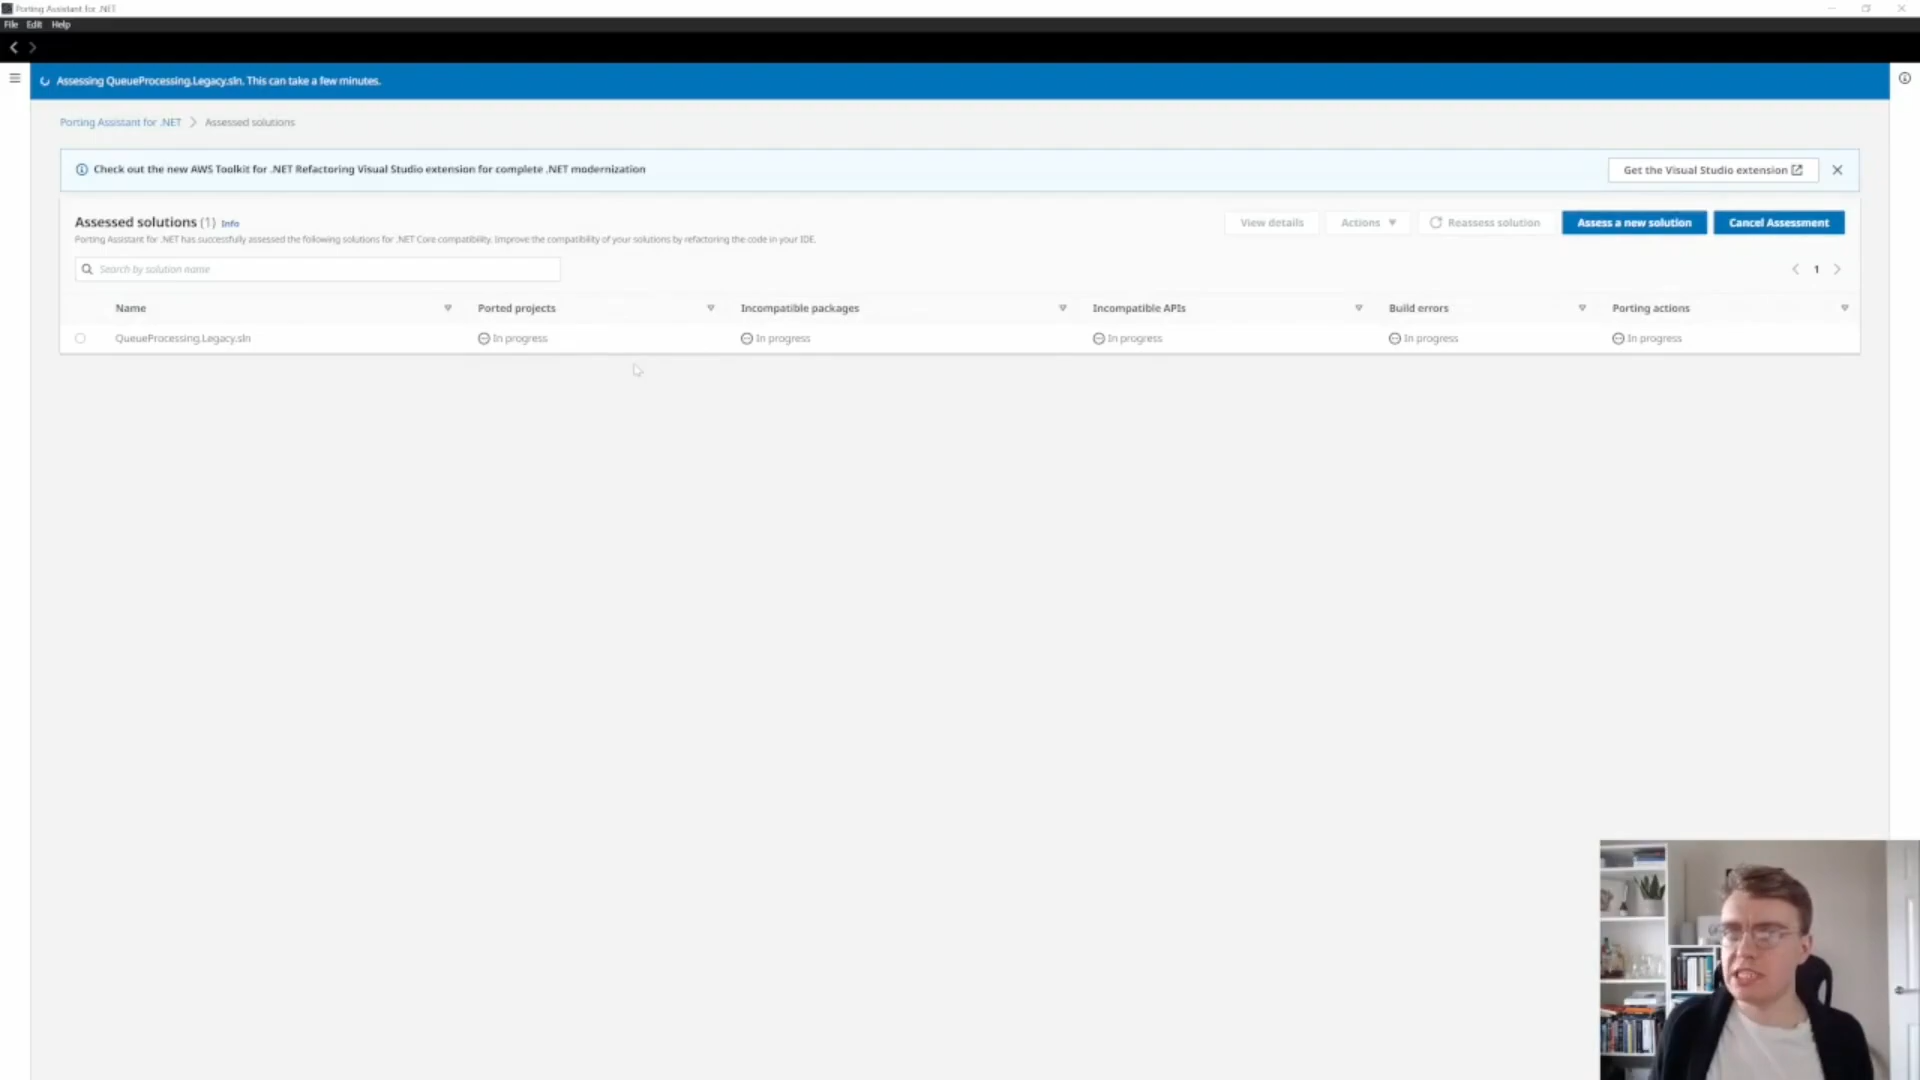 Porting Assistant for .NET
File Edit Help
Assessing QueueProcessing.Legacy.sln. This can take a few minutes.
Porting Assistant for .NET > Assessed solutions
Check out the new AWS Toolkit for .NET Refactoring Visual Studio extension for complete .NET modernization
Get the Visual Studio extension
Assessed solutions (1) Info
View details Actions Reassess solution Assess a new solution Cancel Assessment
Porting Assistant for .NET has successfully assessed the following solutions for .NET Core compatibility. Improve the compatibility of your solutions by refactoring the code in your IDE.
Search by solution name
1
Name Ported projects Incompatible packages Incompatible APIs Build errors Porting actions
QueueProcessing.Legacy.sln In progress In progress In progress In progress In progress